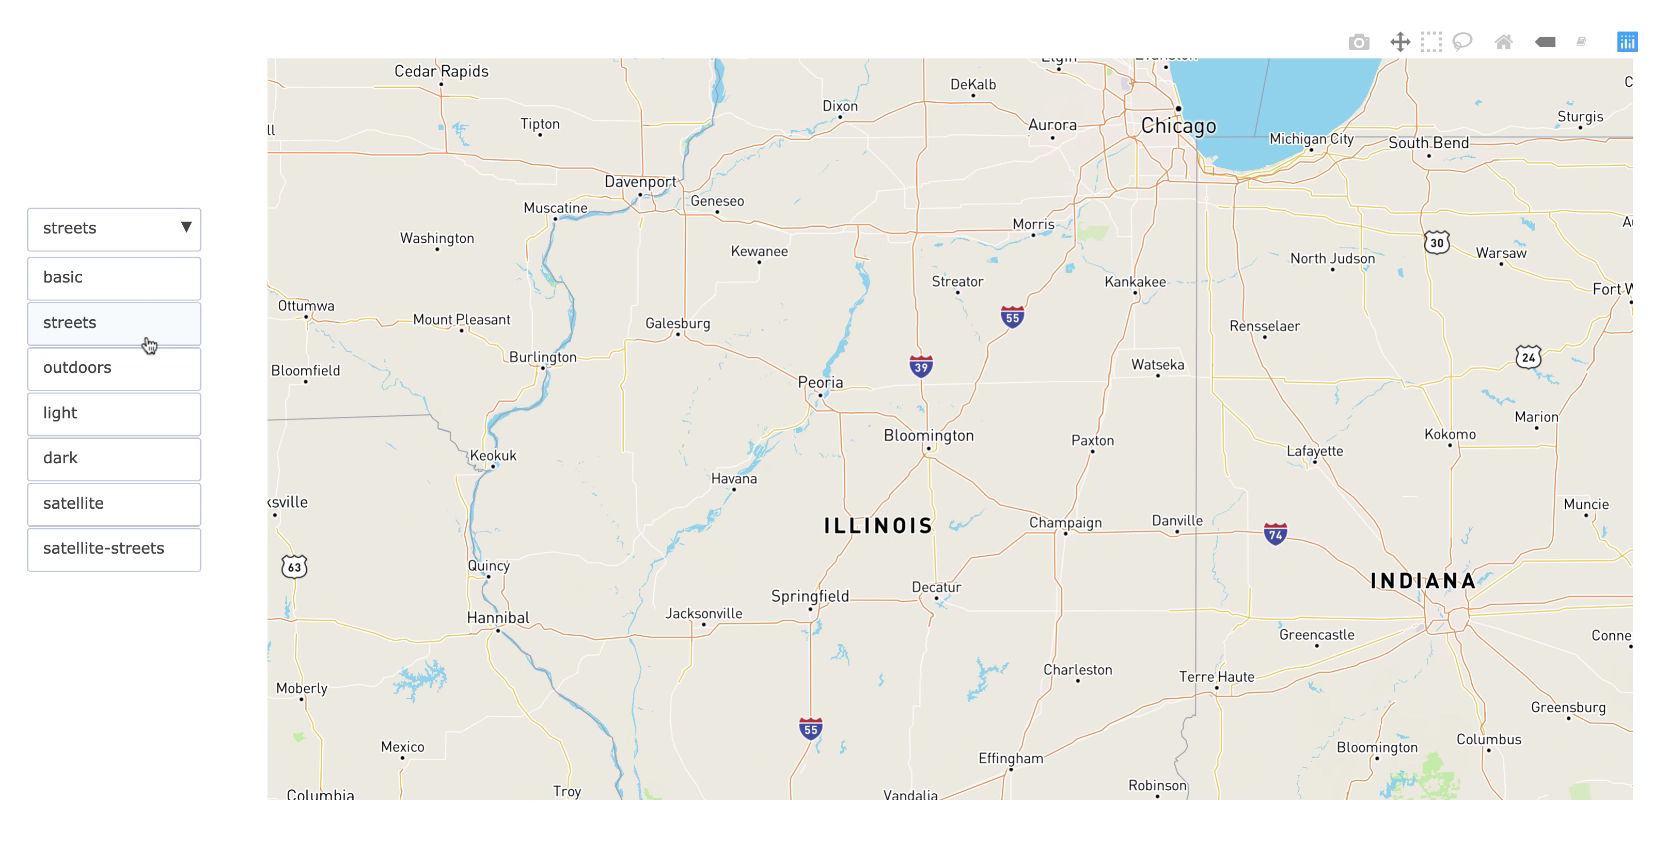 streets ▼
basic
streets
outdoors
light
dark
satellite
satellite-streets
Elgin
Evanston
Cedar Rapids
DeKalb
Dixon
Sturgis
Tipton
Aurora
Chicago
Michigan City
South Bend
Davenport
Geneseo
Muscatine
Morris
Washington
30
Kewanee
Warsaw
North Judson
Streator
Kankakee
Fort W
Ottumwa
55
Mount Pleasant
Galesburg
Rensselaer
Burlington
24
39
Watseka
Bloomfield
Peoria
Marion
Bloomington
Paxton
Kokomo
Keokuk
Lafayette
Havana
ksville
Muncie
ILLINOIS
Champaign
Danville
74
63
Quincy
INDIANA
Decatur
Springfield
Jacksonville
Hannibal
Greencastle
Conne
Charleston
Terre Haute
Moberly
Greensburg
55
Mexico
Bloomington
Columbus
Effingham
Robinson
Troy
Columbia
Vandalia